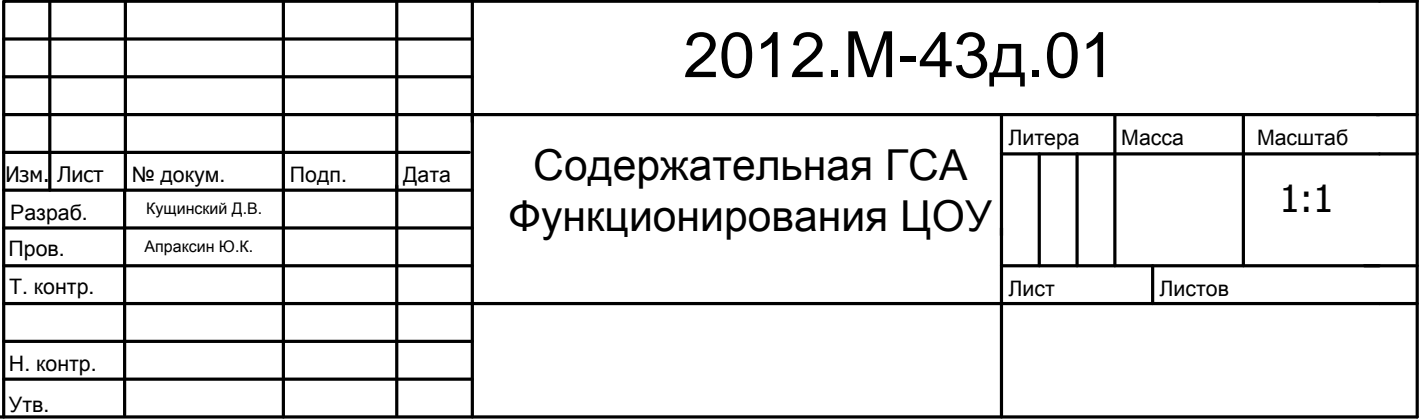 2012.М-43д.01
Изм. Лист № докум. Подп. Дата
Разраб. Кущинский Д.В.
Пров. Апраксин Ю.К.
Т. контр.
Н. контр.
Утв.
Содержательная ГСА
Функционирования ЦОУ
Литера Масса Масштаб
1:1
Лист Листов